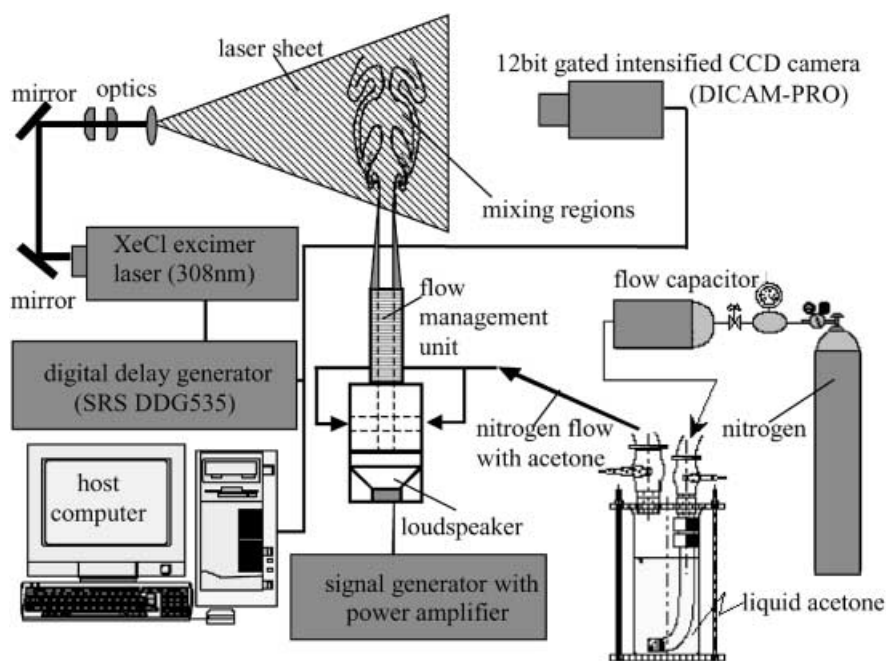 laser sheet
12bit gated intensified CCD camera
(DICAM-PRO)
mirror
optics
mixing regions
XeCl excimer
laser (308nm)
mirror
flow capacitor
flow
management
unit
digital delay generator
(SRS DDG535)
nitrogen flow
with acetone
nitrogen
host
computer
loudspeaker
signal generator with
power amplifier
liquid acetone